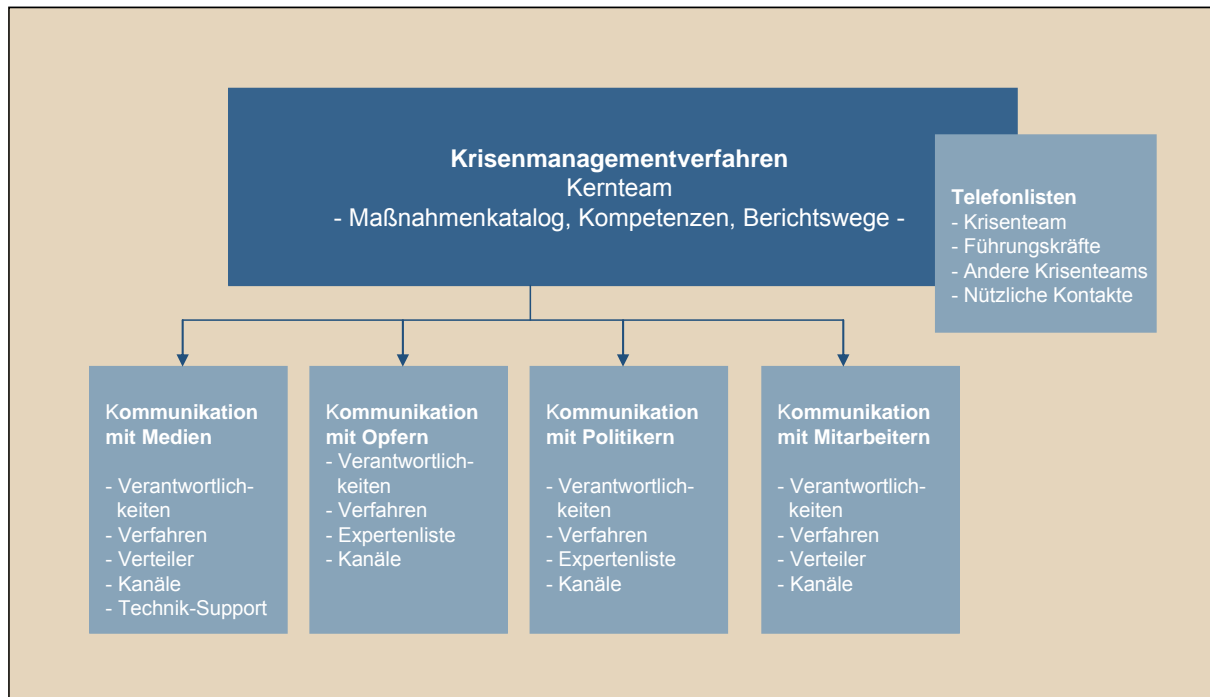 Krisenmanagementverfahren
Kernteam
- Maßnahmenkatalog, Kompetenzen, Berichtswege -
Telefonlisten
- Krisenteam
- Führungskräfte
- Andere Krisenteams
- Nützliche Kontakte
Kommunikation
mit Medien
- Verantwortlich-
keiten
- Verfahren
- Verteiler
- Kanäle
- Technik-Support
Kommunikation
mit Opfern
- Verantwortlich-
keiten
- Verfahren
- Expertenliste
- Kanäle
Kommunikation
mit Politikern
- Verantwortlich-
keiten
- Verfahren
- Expertenliste
- Kanäle
Kommunikation
mit Mitarbeitern
- Verantwortlich-
keiten
- Verfahren
- Verteiler
- Kanäle